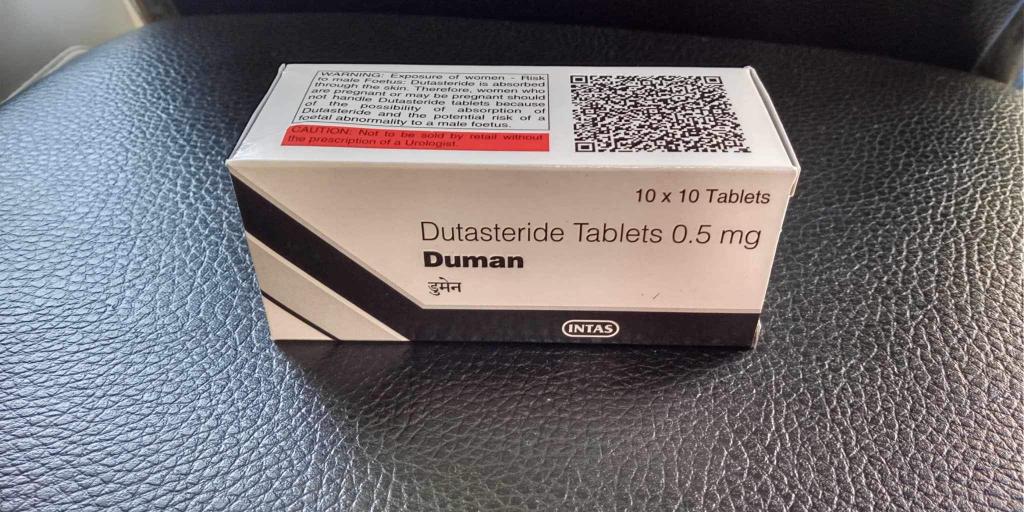 WARNING: Exposure of women - Risk
to male Foetus: Dutasteride is absorbed
through the skin. Therefore, women who
are pregnant or may be pregnant should
not handle Dutasteride tablets because
of the possibility of absorption of
Dutasteride and the potential risk of a
foetal abnormality to a male foetus.
CAUTION: Not to be sold by retail without
the prescription of a Urologist.
10 x 10 Tablets
Dutasteride Tablets 0.5 mg
Duman
डुमेन
INTAS